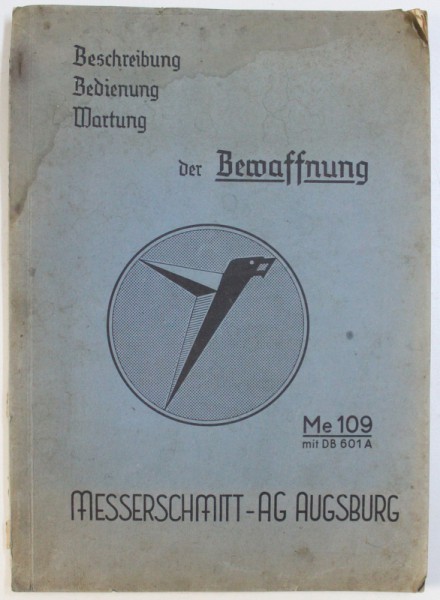 Beschreibung
Bedienung
Wartung
der Bewaffnung
Me 109
mit DB 601 A
MESSERSCHMITT-AG AUGSBURG